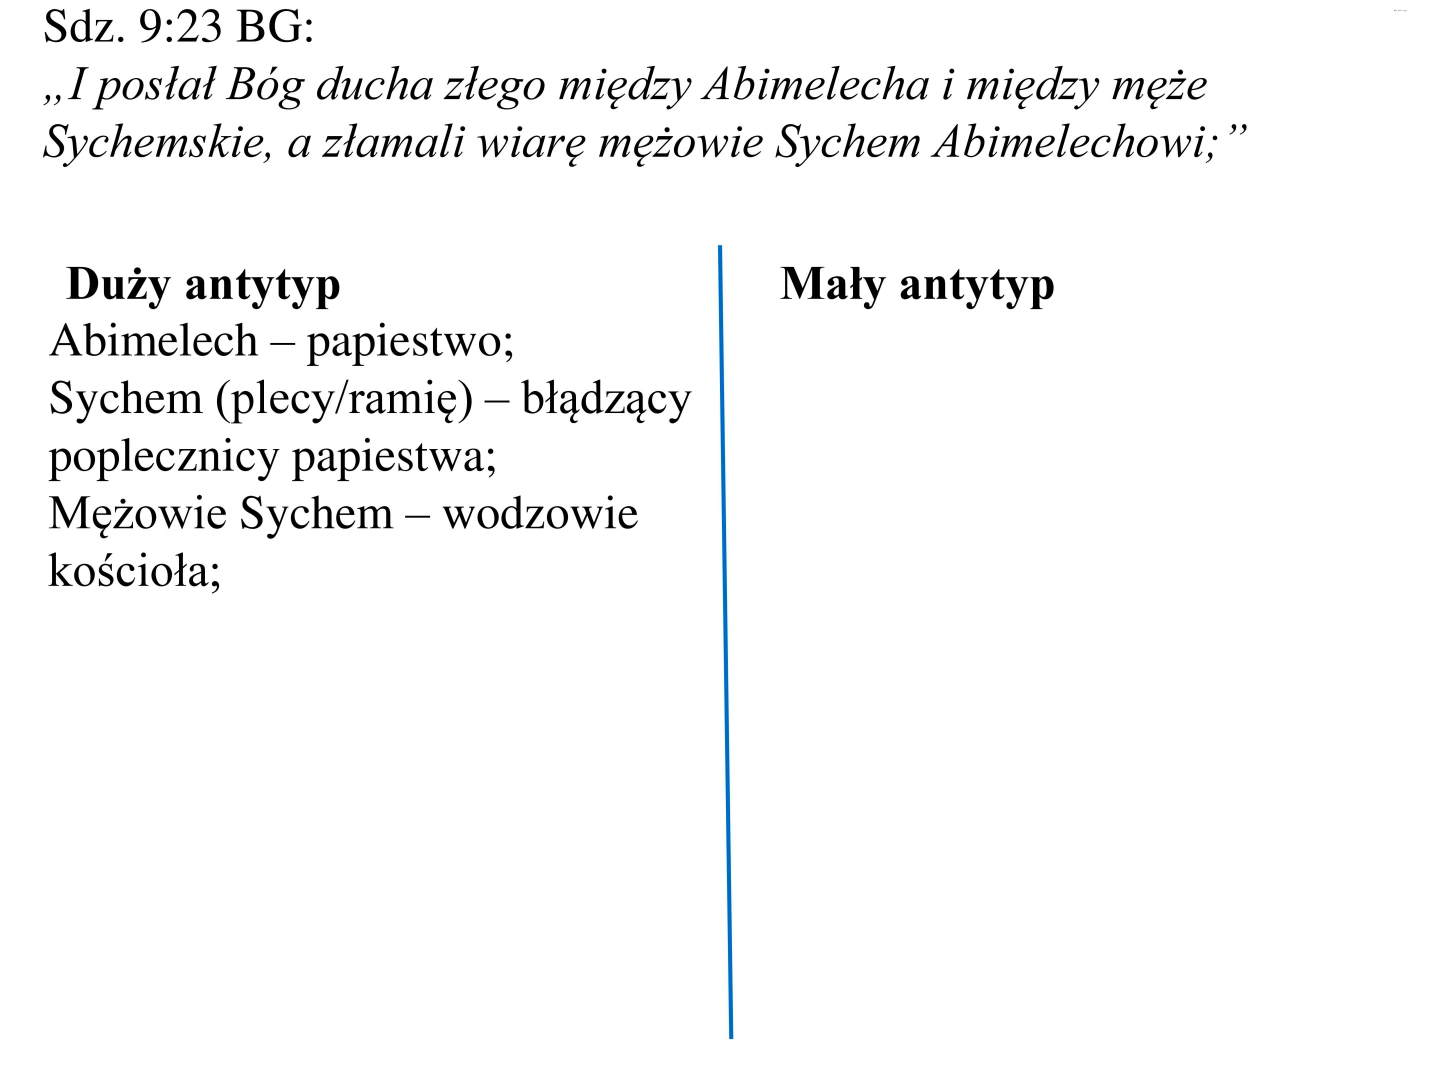 Sdz. 9:23 BG:
„I posłał Bóg ducha złego między Abimelecha i między męże
Sychemskie, a złamali wiarę mężowie Sychem Abimelechowi;”
Duży antytyp
Abimelech – papiestwo;
Sychem (plecy/ramię) – błądzący
poplecznicy papiestwa;
Mężowie Sychem – wodzowie
kościoła;
Mały antytyp